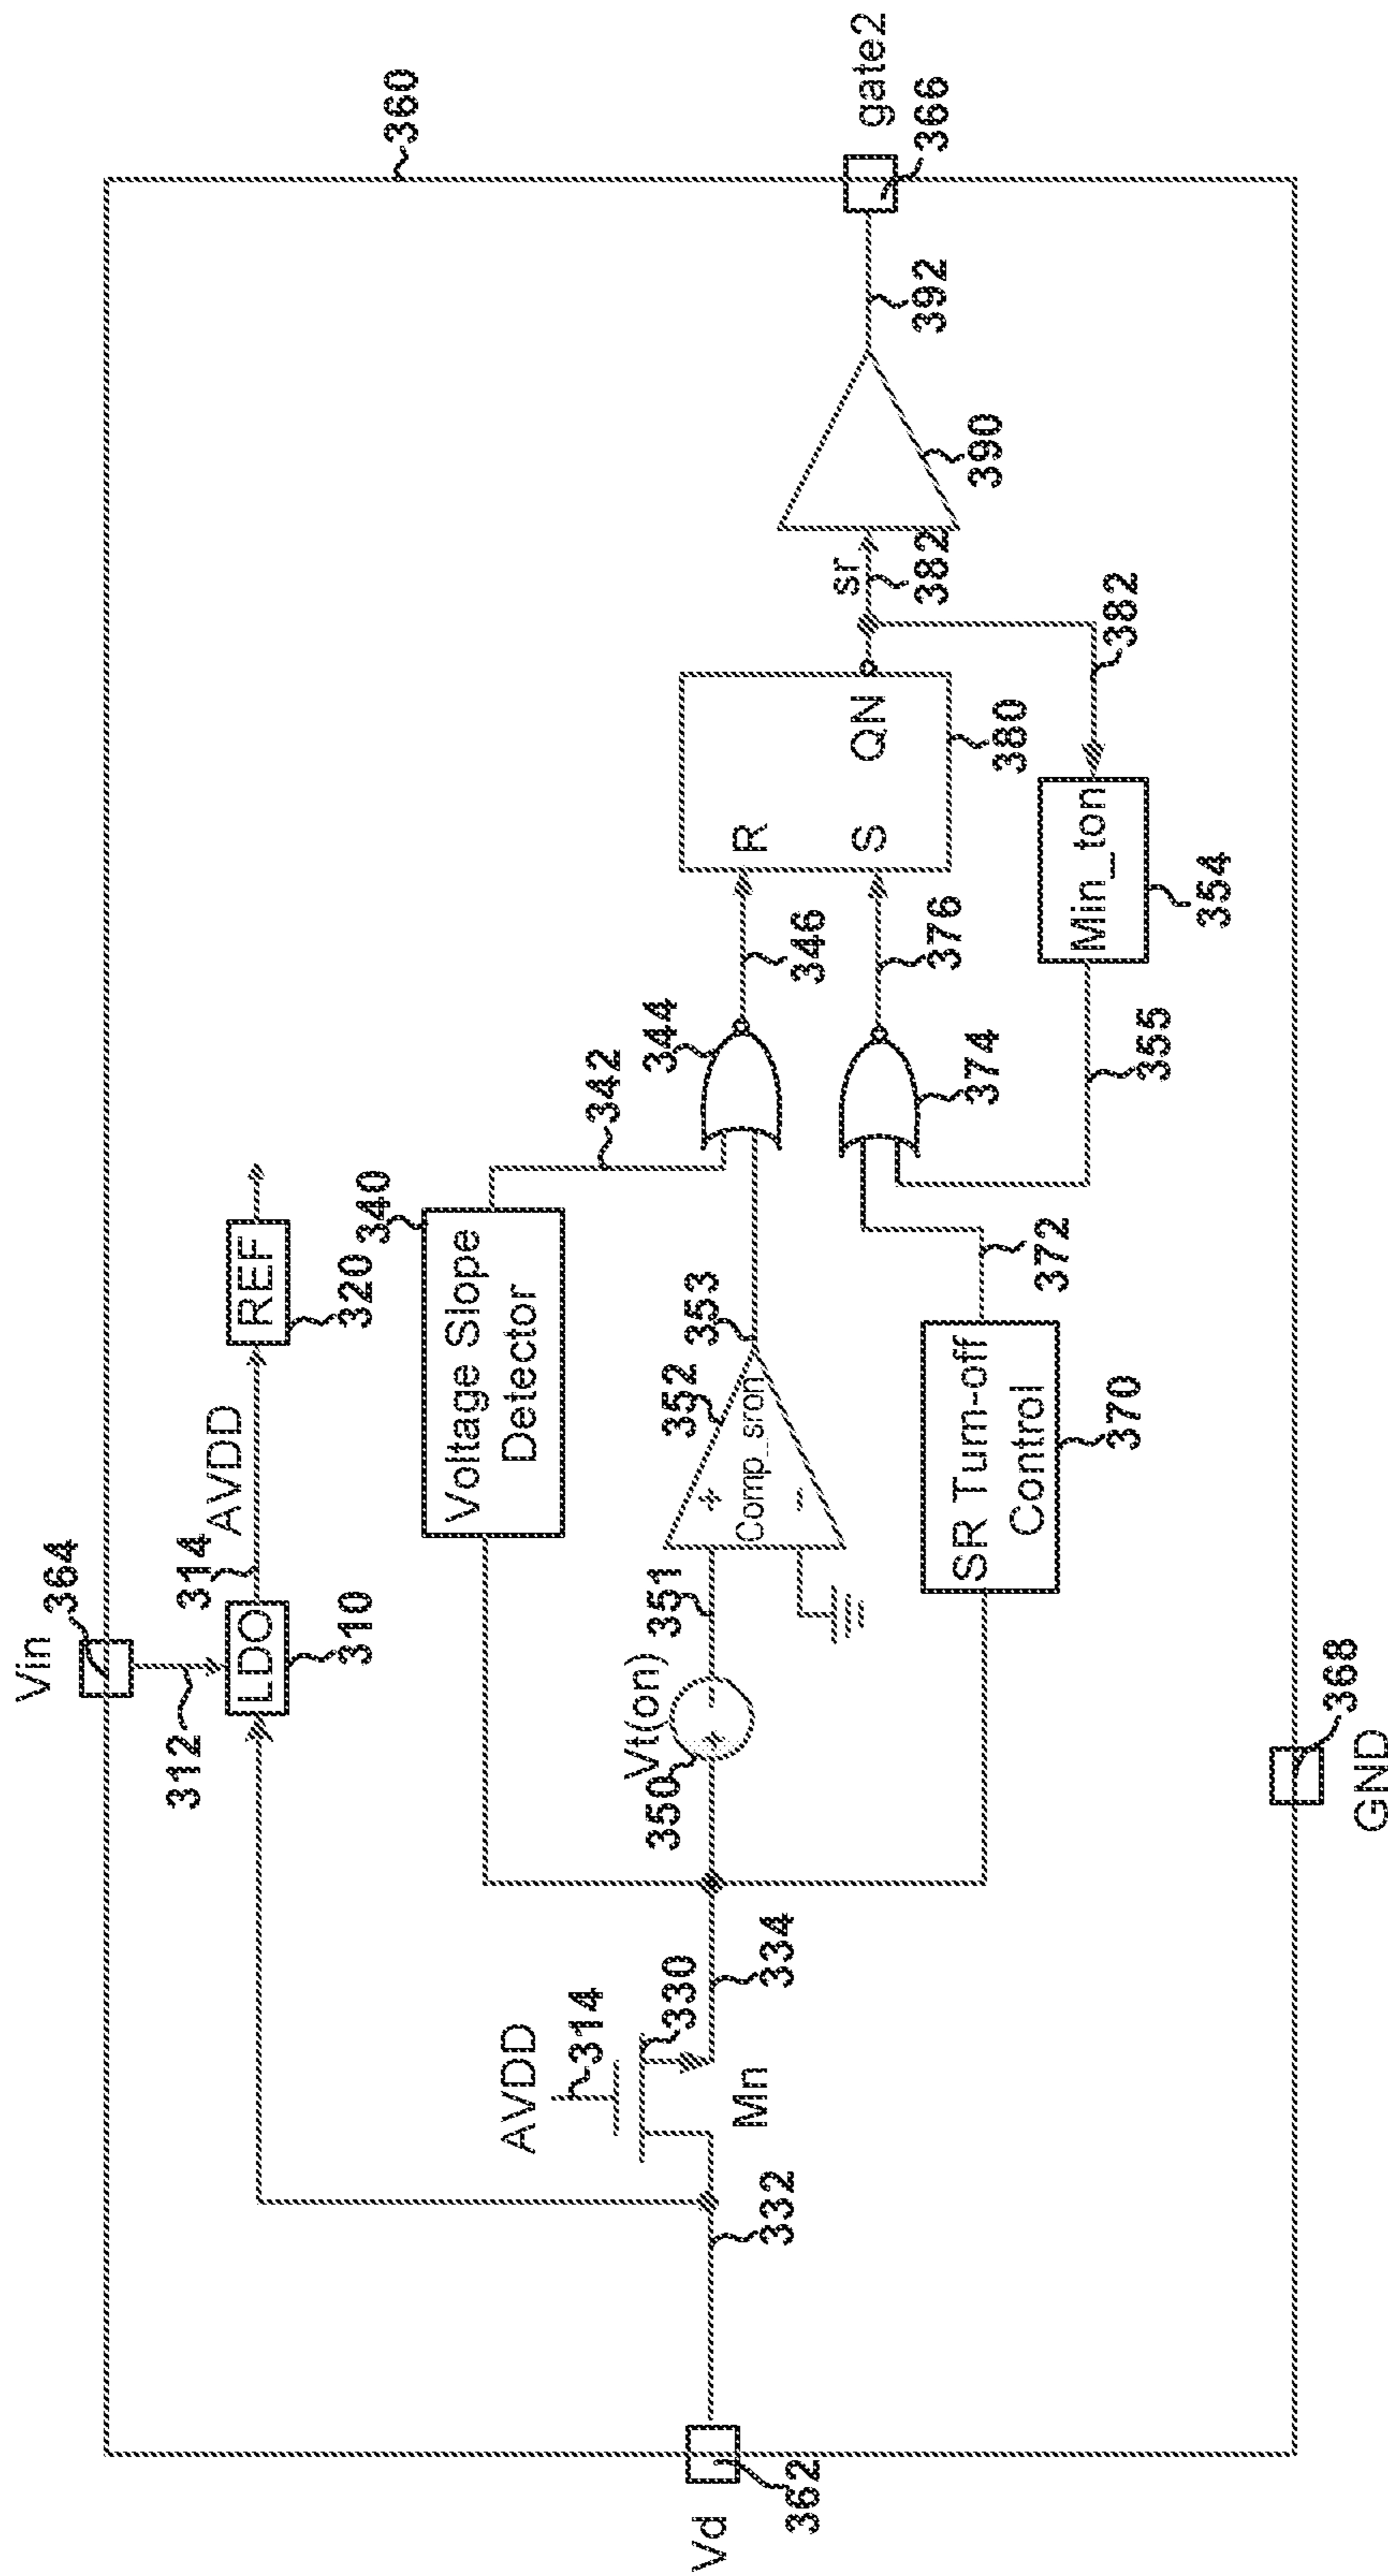 Vin
364
360
312
LDO
310
314
AVDD
REF
320
Voltage Slope
Detector
340
342
AVDD
314
330
Mn
332
334
Vt(on)
350
351
+
-
+
-
Comp_sron
352
353
344
346
R
S
QN
380
374
376
sr
382
382
390
392
gate2
366
Min_ton
354
355
SR Turn-off
Control
370
372
Vd
362
GND
368